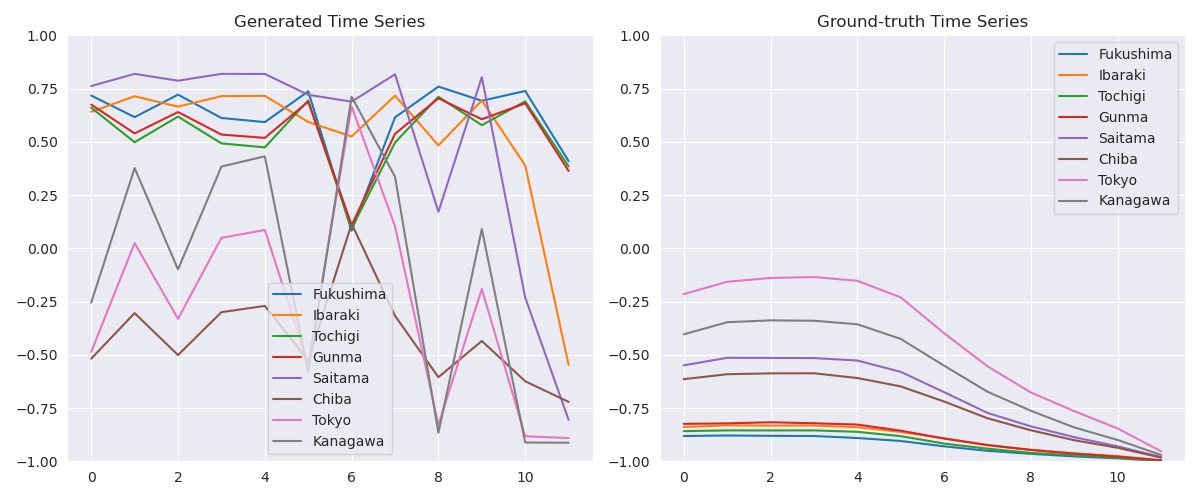 Generated Time Series
1.00
0.75
0.50
0.25
0.00
−0.25
−0.50
−0.75
−1.00
0
2
4
6
8
10
Fukushima
Ibaraki
Tochigi
Gunma
Saitama
Chiba
Tokyo
Kanagawa
Ground-truth Time Series
1.00
0.75
0.50
0.25
0.00
−0.25
−0.50
−0.75
−1.00
0
2
4
6
8
10
Fukushima
Ibaraki
Tochigi
Gunma
Saitama
Chiba
Tokyo
Kanagawa